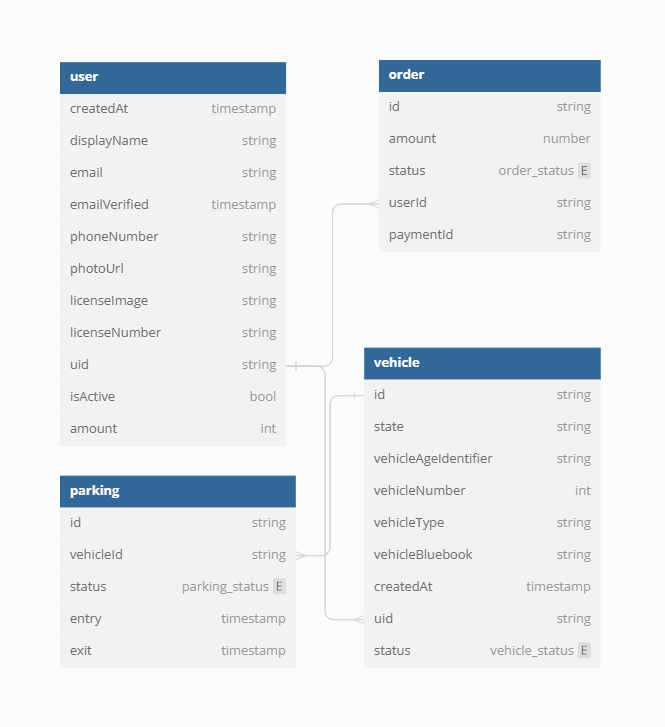 user
createdAt timestamp
displayName string
email string
emailVerified timestamp
phoneNumber string
photoUrl string
licenseImage string
licenseNumber string
uid string
isActive bool
amount int
order
id string
amount number
status order_status E
userId string
paymentId string
parking
id string
vehicleId string
status parking_status E
entry timestamp
exit timestamp
vehicle
id string
state string
vehicleAgeIdentifier string
vehicleNumber int
vehicleType string
vehicleBluebook string
createdAt timestamp
uid string
status vehicle_status E